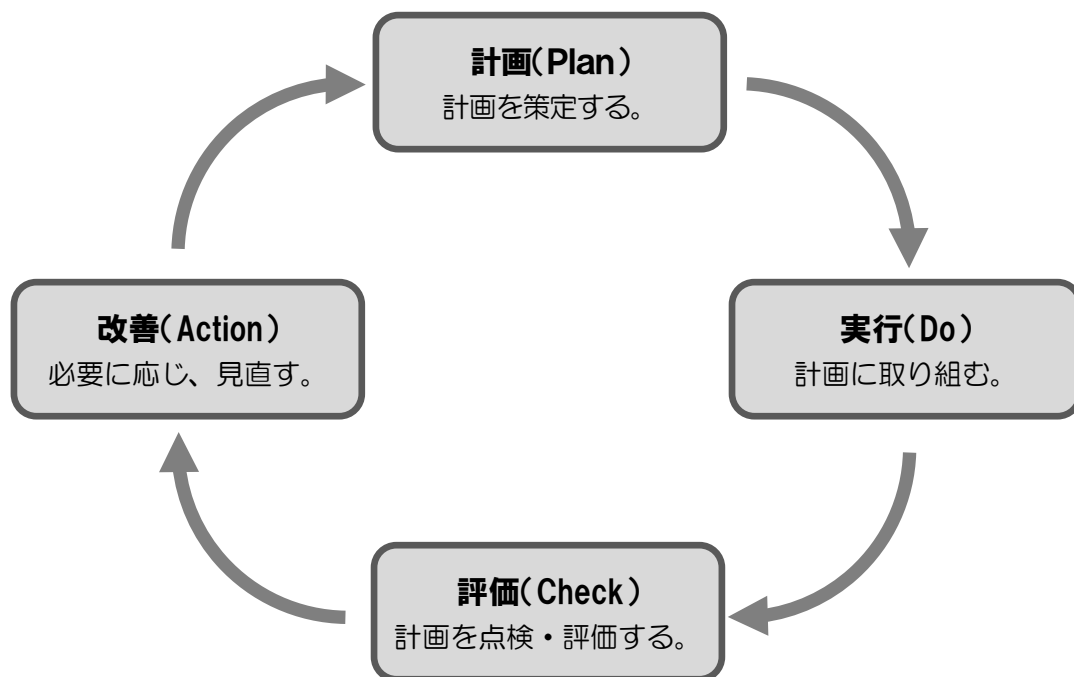 計画(Plan)
計画を策定する。
実行(Do)
計画に取り組む。
評価(Check)
計画を点検・評価する。
改善(Action)
必要に応じ、見直す。